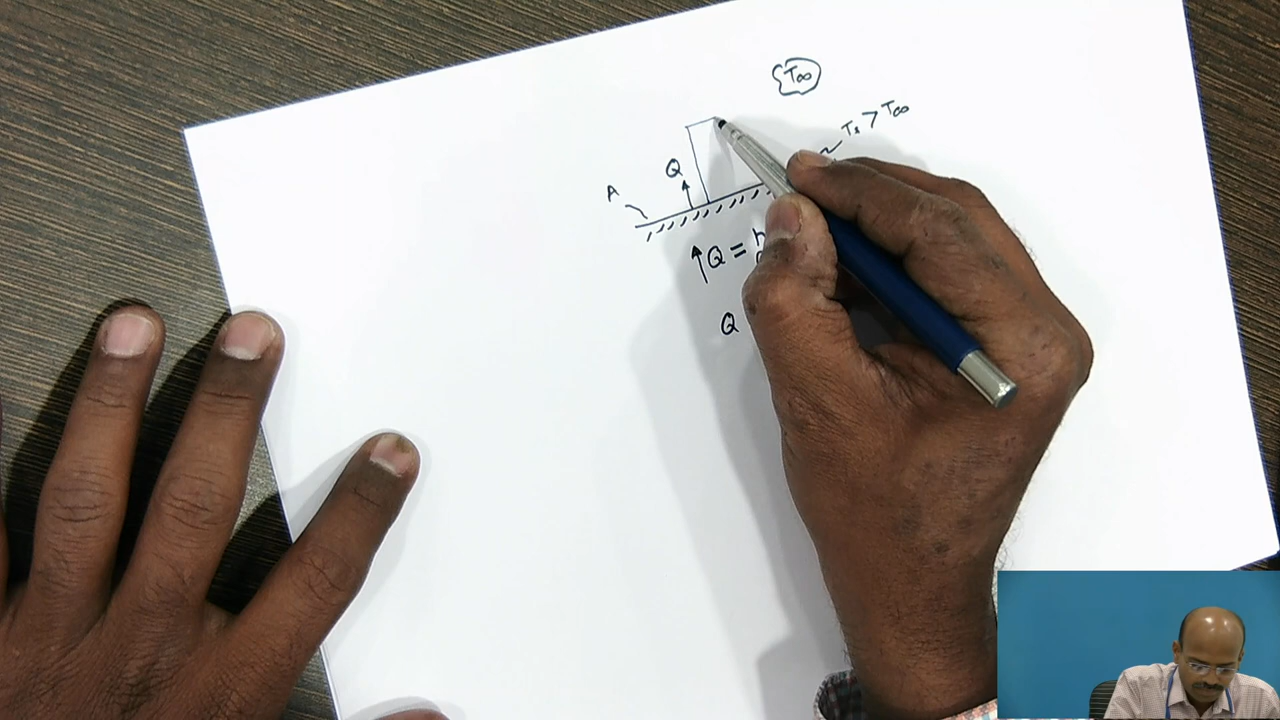 T∞
Ts > T∞
Q
A
↑Q = h
Q